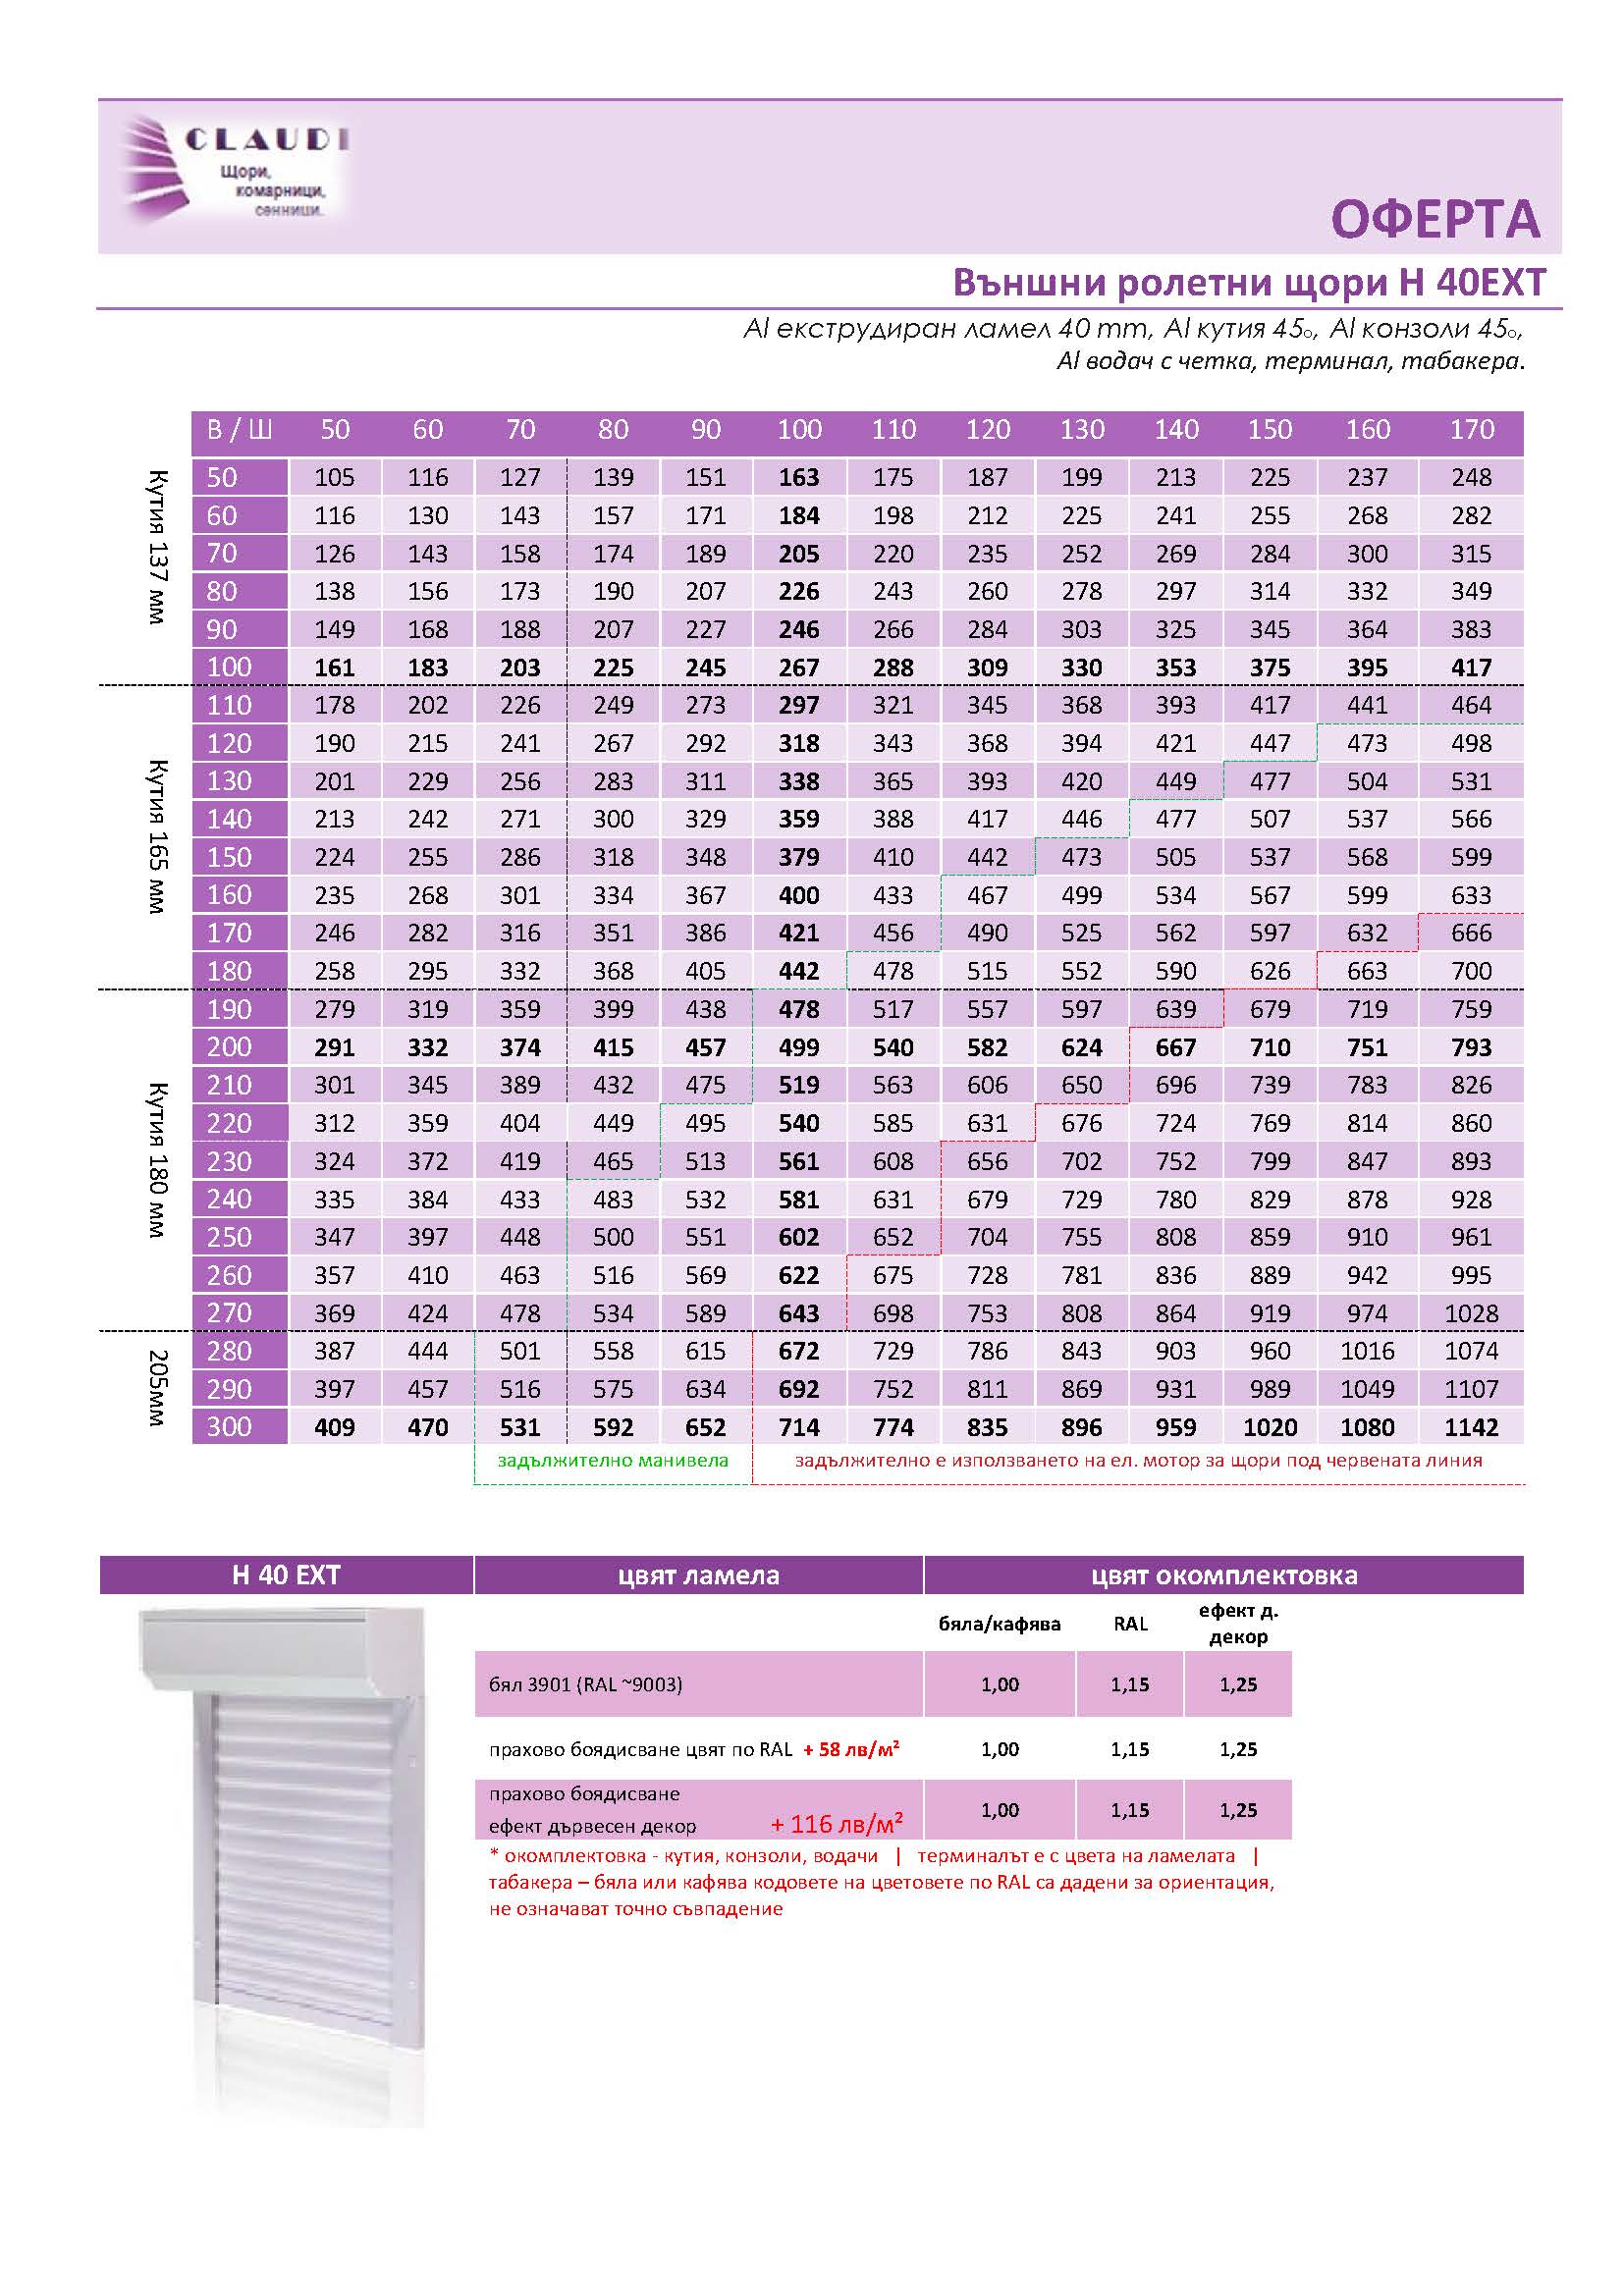 CLAUDI
Щори,
комарници,
сенници.
ОФЕРТА
Външни ролетни щори H 40EXT
Al екструдиран ламел 40 mm, Al кутия 45o, Al конзоли 45o,
Al водач с четка, терминал, табакера.
В / Ш 50 60 70 80 90 100 110 120 130 140 150 160 170
Кутия 137 мм
50 105 116 127 139 151 163 175 187 199 213 225 237 248
60 116 130 143 157 171 184 198 212 225 241 255 268 282
70 126 143 158 174 189 205 220 235 252 269 284 300 315
80 138 156 173 190 207 226 243 260 278 297 314 332 349
90 149 168 188 207 227 246 266 284 303 325 345 364 383
100 161 183 203 225 245 267 288 309 330 353 375 395 417
Кутия 165 мм
110 178 202 226 249 273 297 321 345 368 393 417 441 464
120 190 215 241 267 292 318 343 368 394 421 447 473 498
130 201 229 256 283 311 338 365 393 420 449 477 504 531
140 213 242 271 300 329 359 388 417 446 477 507 537 566
150 224 255 286 318 348 379 410 442 473 505 537 568 599
160 235 268 301 334 367 400 433 467 499 534 567 599 633
170 246 282 316 351 386 421 456 490 525 562 597 632 666
180 258 295 332 368 405 442 478 515 552 590 626 663 700
Кутия 180 мм
190 279 319 359 399 438 478 517 557 597 639 679 719 759
200 291 332 374 415 457 499 540 582 624 667 710 751 793
210 301 345 389 432 475 519 563 606 650 696 739 783 826
220 312 359 404 449 495 540 585 631 676 724 769 814 860
230 324 372 419 465 513 561 608 656 702 752 799 847 893
240 335 384 433 483 532 581 631 679 729 780 829 878 928
250 347 397 448 500 551 602 652 704 755 808 859 910 961
260 357 410 463 516 569 622 675 728 781 836 889 942 995
270 369 424 478 534 589 643 698 753 808 864 919 974 1028
205мм
280 387 444 501 558 615 672 729 786 843 903 960 1016 1074
290 397 457 516 575 634 692 752 811 869 931 989 1049 1107
300 409 470 531 592 652 714 774 835 896 959 1020 1080 1142
задължително манивела задължително е използването на ел. мотор за щори под червената линия
H 40 EXT цвят ламела цвят окомплектовка
бяла/кафява RAL ефект д.
декор
бял 3901 (RAL ~9003) 1,00 1,15 1,25
прахово боядисване цвят по RAL + 58 лв/м² 1,00 1,15 1,25
прахово боядисване
ефект дървесен декор + 116 лв/м² 1,00 1,15 1,25
* окомплектовка - кутия, конзоли, водачи | терминалът е с цвета на ламелата |
табакера – бяла или кафява кодовете на цветовете по RAL са дадени за ориентация,
не означават точно съвпадение